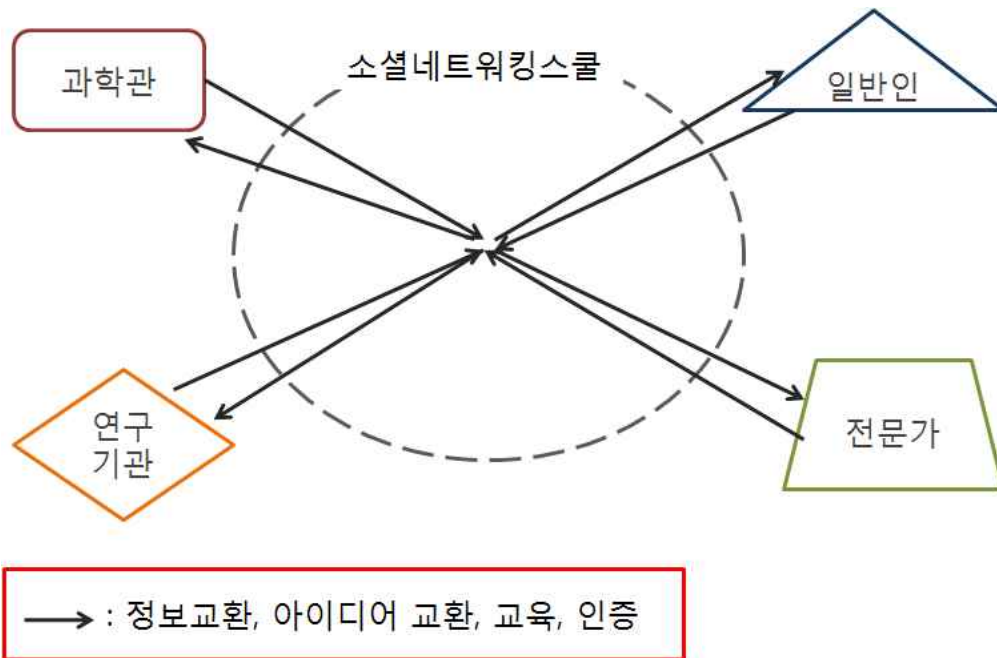 소셜네트워킹스쿨
과학관
일반인
연구
기관
전문가
: 정보교환, 아이디어 교환, 교육, 인증